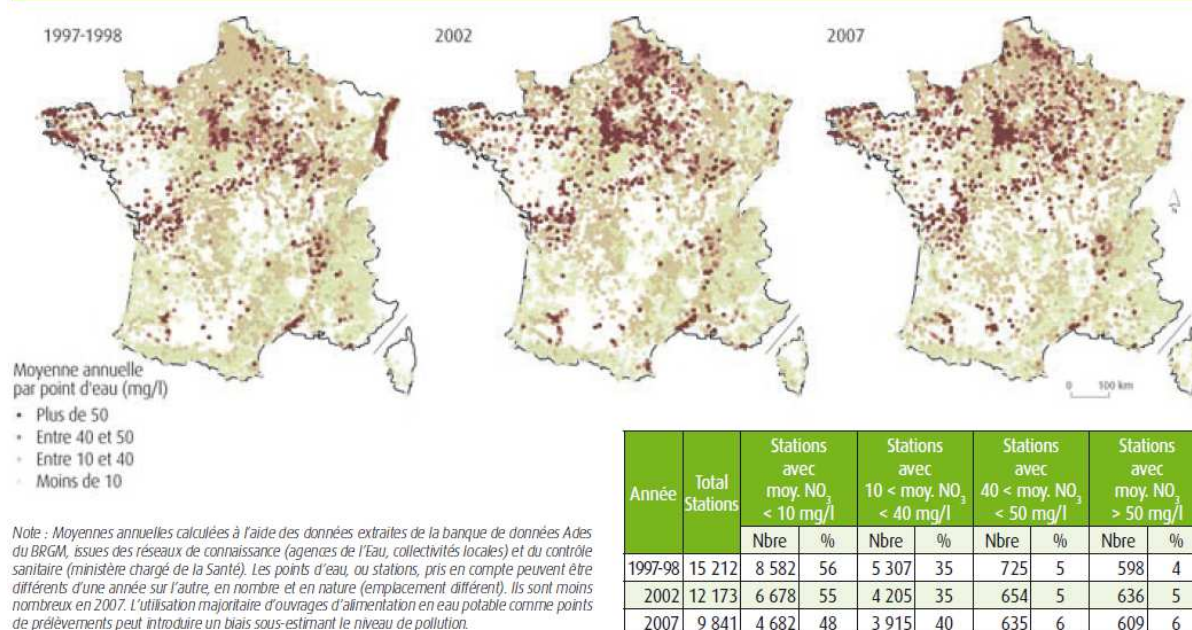 1997-1998
2002
2007
0 100 km
Moyenne annuelle
par point d'eau (mg/l)
• Plus de 50
• Entre 40 et 50
• Entre 10 et 40
• Moins de 10
Note : Moyennes annuelles calculées à l'aide des données extraites de la banque de données Ades
du BRGM, issues des réseaux de connaissance (agences de l'Eau, collectivités locales) et du contrôle
sanitaire (ministère chargé de la Santé). Les points d'eau, ou stations, pris en compte peuvent être
différents d'une année sur l'autre, en nombre et en nature (emplacement différent). Ils sont moins
nombreux en 2007. L'utilisation majoritaire d'ouvrages d'alimentation en eau potable comme points
de prélèvements peut introduire un biais sous-estimant le niveau de pollution.
Année Total Stations Stations avec moy. NO3 < 10 mg/l Stations avec 10 < moy. NO3 < 40 mg/l Stations avec 40 < moy. NO3 < 50 mg/l Stations avec moy. NO3 > 50 mg/l
Nbre % Nbre % Nbre % Nbre %
1997-98 15 212 8 582 56 5 307 35 725 5 598 4
2002 12 173 6 678 55 4 205 35 654 5 636 5
2007 9 841 4 682 48 3 915 40 635 6 609 6